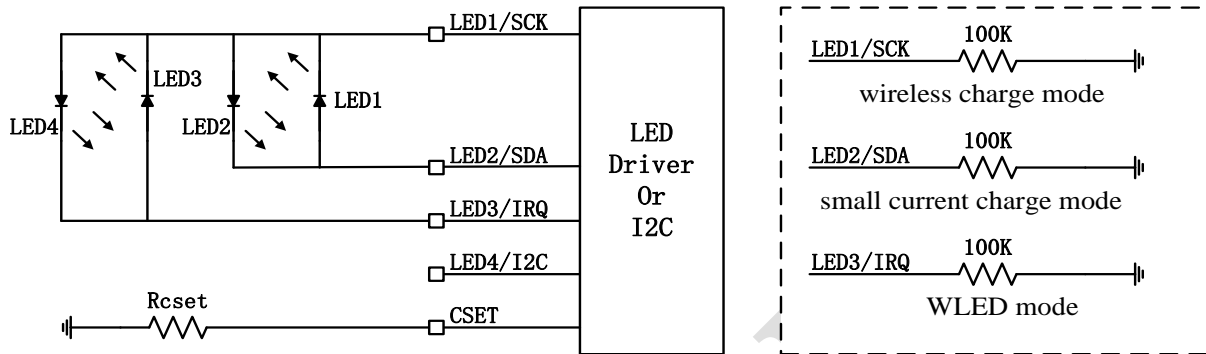 LED1/SCK
LED3
LED4
LED2
LED1
LED2/SDA
LED3/IRQ
LED4/I2C
Rcset
CSET
LED
Driver
Or
I2C
LED1/SCK
100K
wireless charge mode
LED2/SDA
100K
small current charge mode
LED3/IRQ
100K
WLED mode